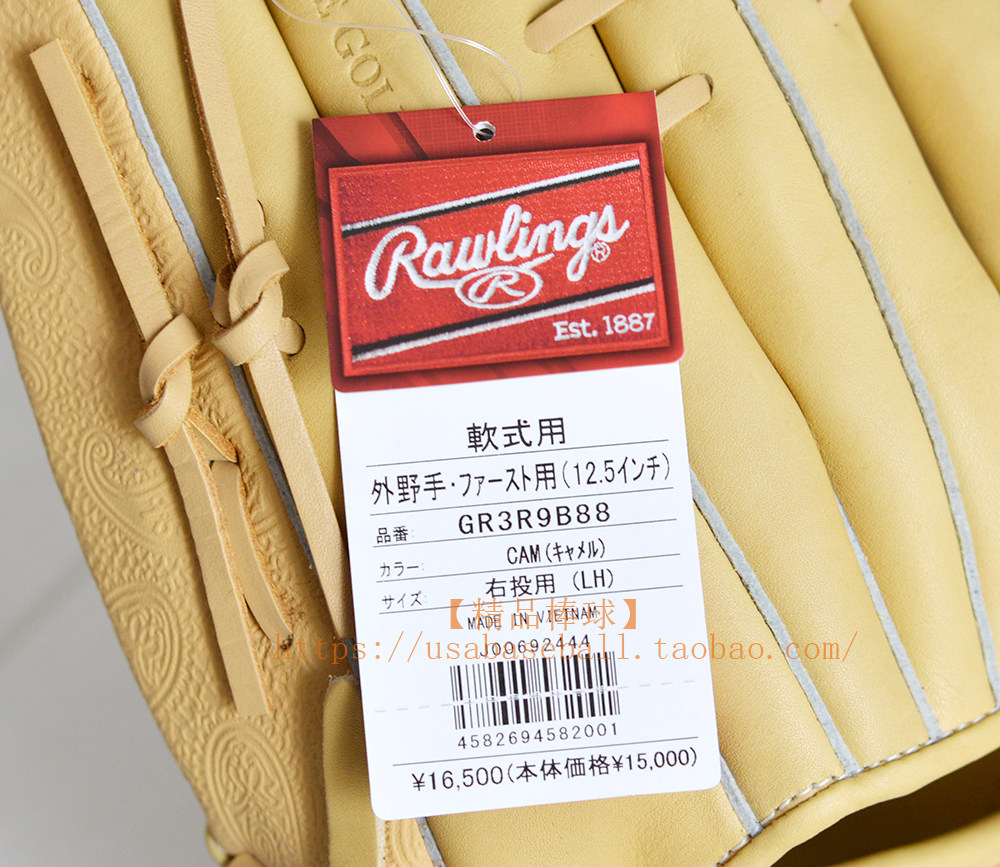 GOL
Rawlings®
R
Est. 1887
軟式用
外野手・ファースト用(12.5インチ)
品番: GR3R9B88
カラー: CAM(キャメル)
サイズ: 右投用 (LH)
【精品棒球】
MADE IN VIETNAM
https://usabaseball.taobao.com/
J00692444
4582694582001
¥16,500(本体価格¥15,000)